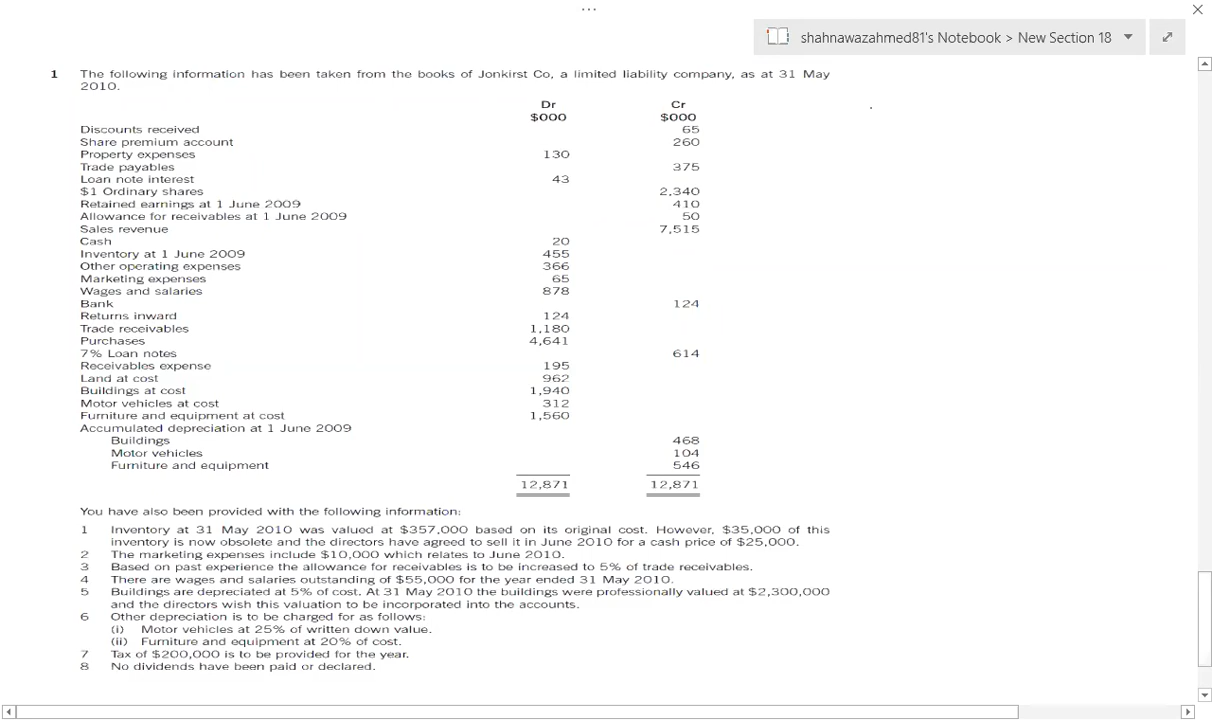 shahnawazahmed81's Notebook > New Section 18
1 The following information has been taken from the books of Jonkirst Co, a limited liability company, as at 31 May
2010.
Dr Cr
$000 $000
Discounts received 65
Share premium account 260
Property expenses 130
Trade payables 375
Loan note interest 43
$1 Ordinary shares 2,340
Retained earnings at 1 June 2009 410
Allowance for receivables at 1 June 2009 50
Sales revenue 7,515
Cash 20
Inventory at 1 June 2009 455
Other operating expenses 366
Marketing expenses 65
Wages and salaries 878
Bank 124
Returns inward 124
Trade receivables 1,180
Purchases 4,641
7% Loan notes 614
Receivables expense 195
Land at cost 962
Buildings at cost 1,940
Motor vehicles at cost 312
Furniture and equipment at cost 1,560
Accumulated depreciation at 1 June 2009
Buildings 468
Motor vehicles 104
Furniture and equipment 546
12,871 12,871
You have also been provided with the following information:
1 Inventory at 31 May 2010 was valued at $357,000 based on its original cost. However, $35,000 of this
inventory is now obsolete and the directors have agreed to sell it in June 2010 for a cash price of $25,000.
2 The marketing expenses include $10,000 which relates to June 2010.
3 Based on past experience the allowance for receivables is to be increased to 5% of trade receivables.
4 There are wages and salaries outstanding of $55,000 for the year ended 31 May 2010.
5 Buildings are depreciated at 5% of cost. At 31 May 2010 the buildings were professionally valued at $2,300,000
and the directors wish this valuation to be incorporated into the accounts.
6 Other depreciation is to be charged for as follows:
(i) Motor vehicles at 25% of written down value.
(ii) Furniture and equipment at 20% of cost.
7 Tax of $200,000 is to be provided for the year.
8 No dividends have been paid or declared.